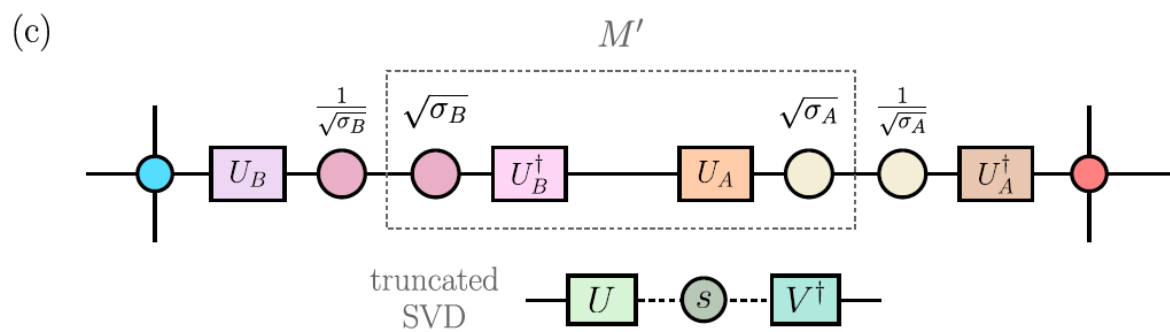 (c)
M′
1/√σ_B √σ_B √σ_A 1/√σ_A
U_B U_B† U_A U_A†
truncated
SVD
U s V†